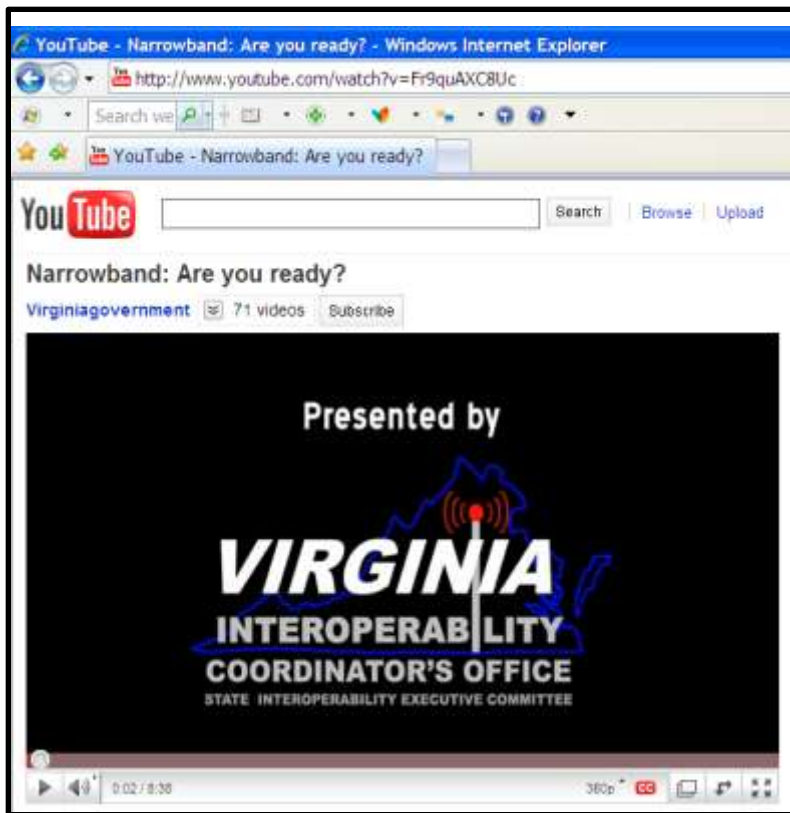 YouTube - Narrowband: Are you ready? - Windows Internet Explorer
http://www.youtube.com/watch?v=Fr9quAXC8Uc
Search we
YouTube - Narrowband: Are you ready?
You Tube Search Browse Upload
Narrowband: Are you ready?
Virginiagovernment 71 videos Subscribe
Presented by
VIRGINIA
INTEROPERABILITY
COORDINATOR'S OFFICE
STATE INTEROPERABILITY EXECUTIVE COMMITTEE
0:02 / 8:38 360p CC